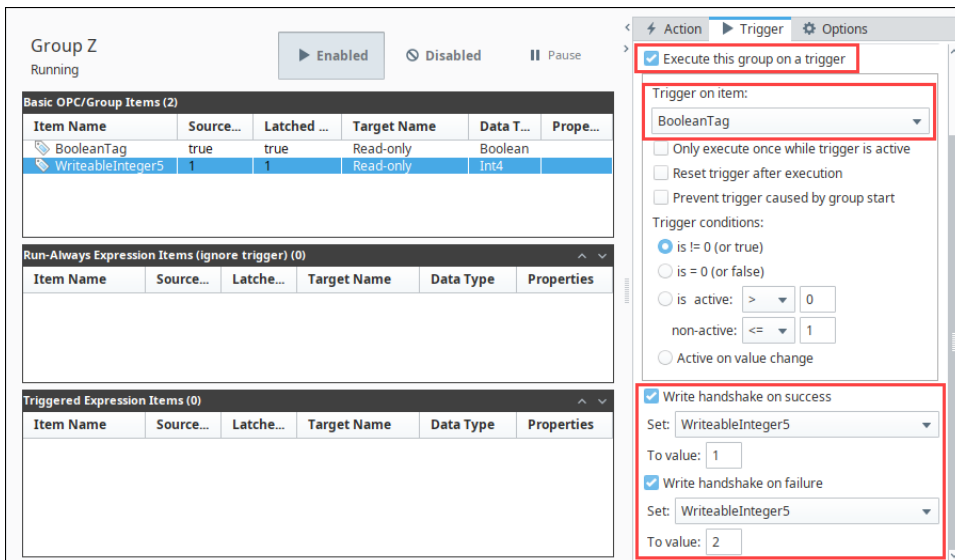 Group Z
Running
Enabled
Disabled
Pause
Basic OPC/Group Items (2)
Item Name Source... Latched ... Target Name Data T... Prope...
BooleanTag true true Read-only Boolean
WriteableInteger5 1 1 Read-only Int4
Run-Always Expression Items (ignore trigger) (0)
Item Name Source... Latche... Target Name Data Type Properties
Triggered Expression Items (0)
Item Name Source... Latche... Target Name Data Type Properties
Action Trigger Options
Execute this group on a trigger
Trigger on item:
BooleanTag
Only execute once while trigger is active
Reset trigger after execution
Prevent trigger caused by group start
Trigger conditions:
is != 0 (or true)
is = 0 (or false)
is active: > 0
non-active: <= 1
Active on value change
Write handshake on success
Set: WriteableInteger5
To value: 1
Write handshake on failure
Set: WriteableInteger5
To value: 2